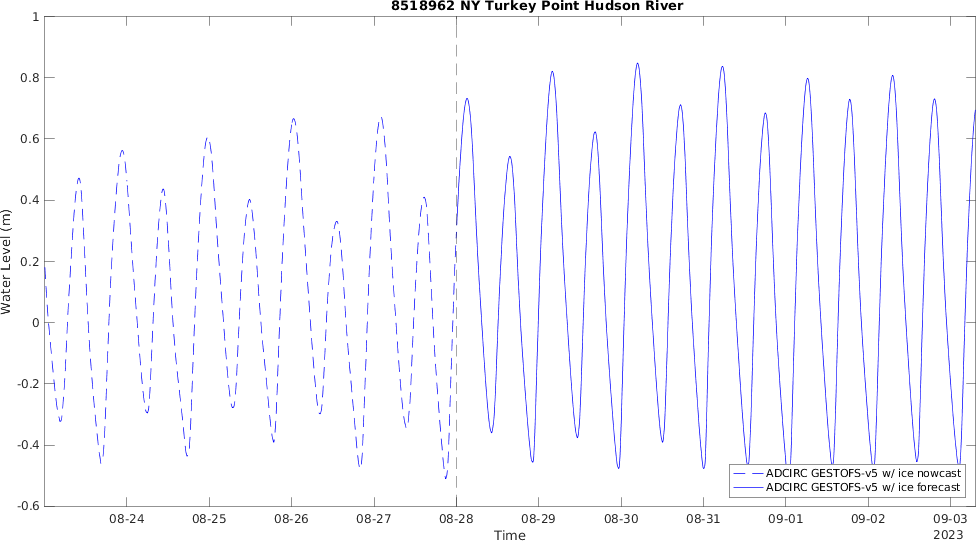 8518962 NY Turkey Point Hudson River
Water Level (m)
1
0.8
0.6
0.4
0.2
0
-0.2
-0.4
-0.6
ADCIRC GESTOFS-v5 w/ ice nowcast
ADCIRC GESTOFS-v5 w/ ice forecast
08-24 08-25 08-26 08-27 08-28 08-29 08-30 08-31 09-01 09-02 09-03
2023
Time